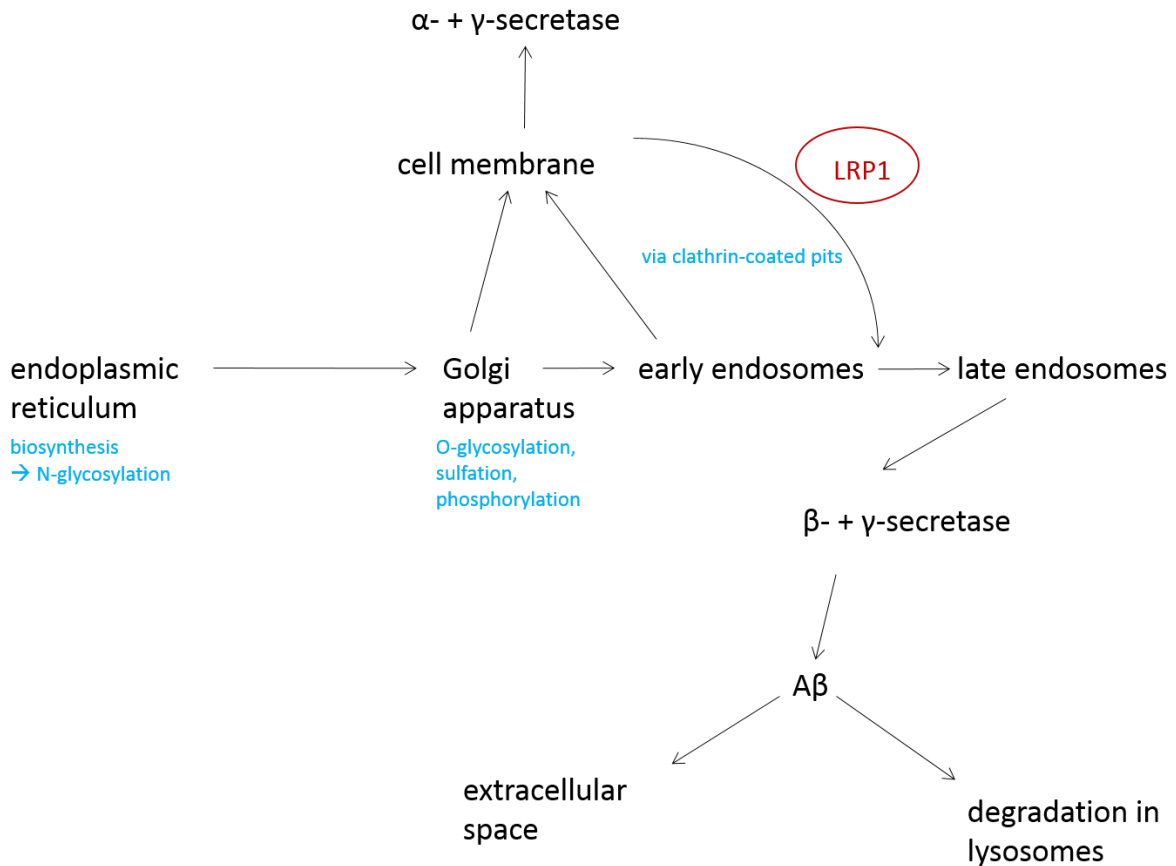 α- + γ-secretase
cell membrane
LRP1
via clathrin-coated pits
endoplasmic
reticulum
biosynthesis
→ N-glycosylation
Golgi
apparatus
O-glycosylation,
sulfation,
phosphorylation
early endosomes
late endosomes
β- + γ-secretase
Aβ
extracellular
space
degradation in
lysosomes